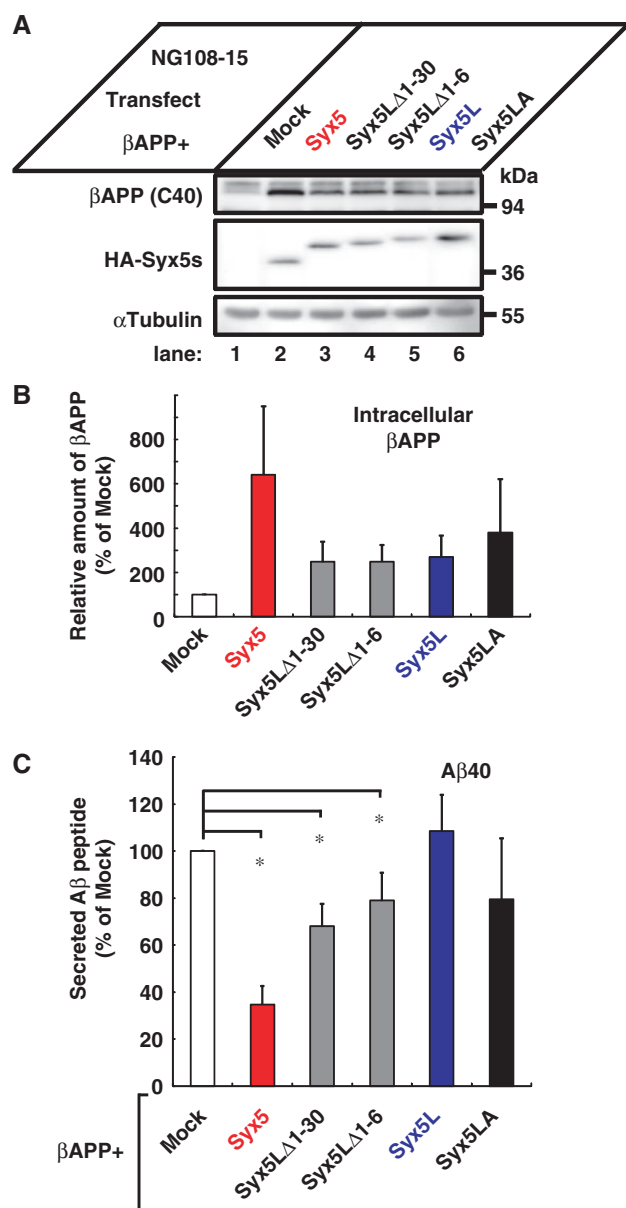 A
NG108-15
Transfect
βAPP+
Mock
Syx5
Syx5LΔ1-30
Syx5LΔ1-6
Syx5L
Syx5LA
kDa
βAPP (C40)
94
HA-Syx5s
36
αTubulin
55
lane: 1 2 3 4 5 6
B
Intracellular
βAPP
Relative amount of βAPP
(% of Mock)
800
600
400
200
0
Mock
Syx5
Syx5LΔ1-30
Syx5LΔ1-6
Syx5L
Syx5LA
C
Aβ40
Secreted Aβ peptide
(% of Mock)
140
120
100
80
60
40
20
0
*
*
*
βAPP+
Mock
Syx5
Syx5LΔ1-30
Syx5LΔ1-6
Syx5L
Syx5LA